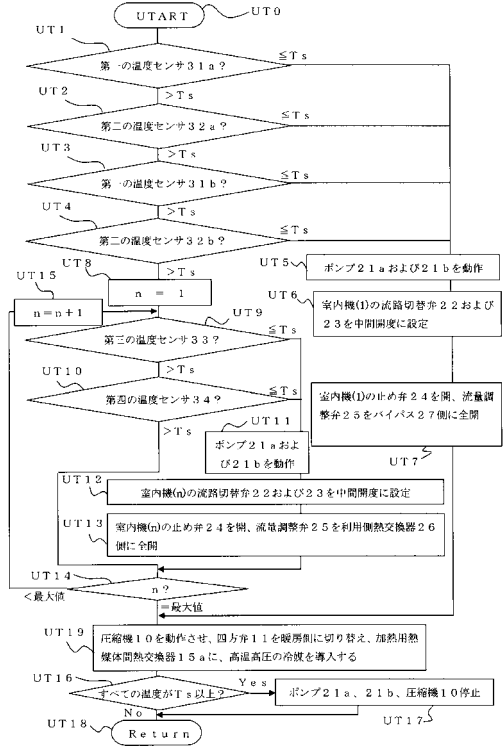 UTART
UT0
UT1
第一の温度センサ31a?
≦Ts
>Ts
UT2
第二の温度センサ32a?
≦Ts
>Ts
UT3
第一の温度センサ31b?
≦Ts
>Ts
UT4
第二の温度センサ32b?
≦Ts
>Ts
UT5
ポンプ21aおよび21bを動作
UT6
室内機(1)の流路切替弁22および
23を中間開度に設定
室内機(1)の止め弁24を開、流量調
整弁25をバイパス27側に全開
UT7
UT8
n = 1
UT15
n=n+1
UT9
第三の温度センサ33?
≦Ts
>Ts
UT10
第四の温度センサ34?
≦Ts
>Ts
UT11
ポンプ21aおよ
び21bを動作
UT12
室内機(n)の流路切替弁22および23を中間開度に設定
UT13
室内機(n)の止め弁24を開、流量調整弁25を利用側熱交換器26
側に全開
UT14
n?
<最大値
=最大値
UT19
圧縮機10を動作させ、四方弁11を暖房側に切り替え、加熱用熱
媒体間熱交換器15aに、高温高圧の冷媒を導入する
UT16
すべての温度がTs以上?
Yes
ポンプ21a、21b、圧縮機10停止
UT17
No
UT18
Return